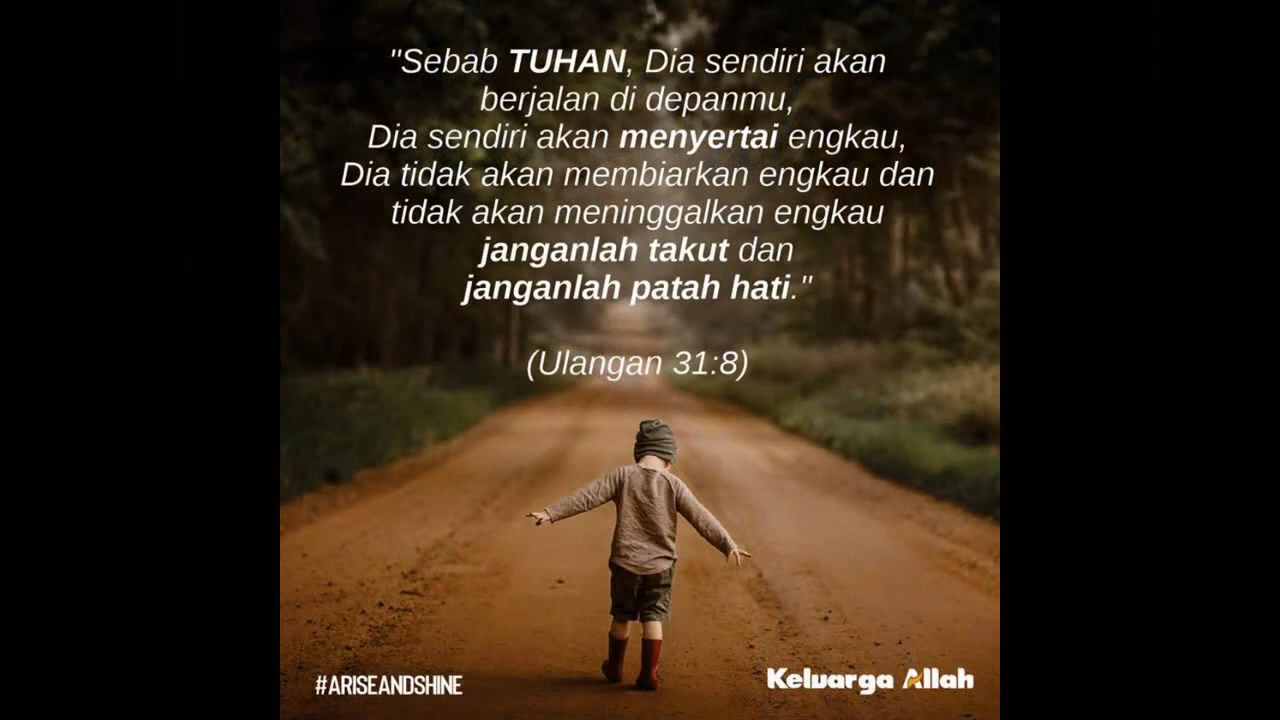 "Sebab TUHAN, Dia sendiri akan
berjalan di depanmu,
Dia sendiri akan menyertai engkau,
Dia tidak akan membiarkan engkau dan
tidak akan meninggalkan engkau
janganlah takut dan
janganlah patah hati."
(Ulangan 31:8)
#ARISEANDSHINE
Keluarga Allah